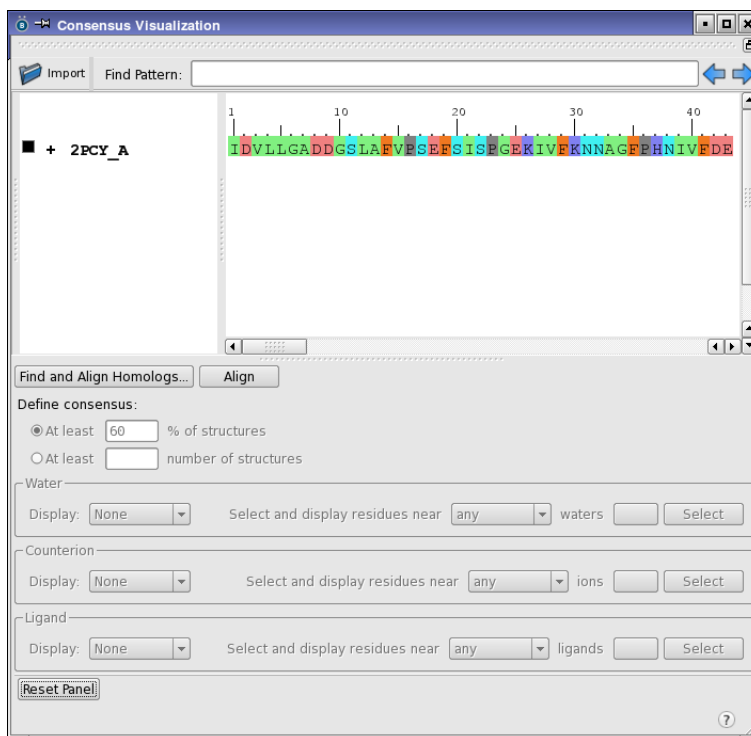 Consensus Visualization
Import Find Pattern:
1 10 20 30 40
+ 2PCY_A IDVLLGADDGSLAFVPSEFSISPGEKIVFKNNAGFPHNIVFDE
Find and Align Homologs... Align
Define consensus:
At least 60 % of structures
At least number of structures
Water
Display: None Select and display residues near any waters Select
Counterion
Display: None Select and display residues near any ions Select
Ligand
Display: None Select and display residues near any ligands Select
Reset Panel
?